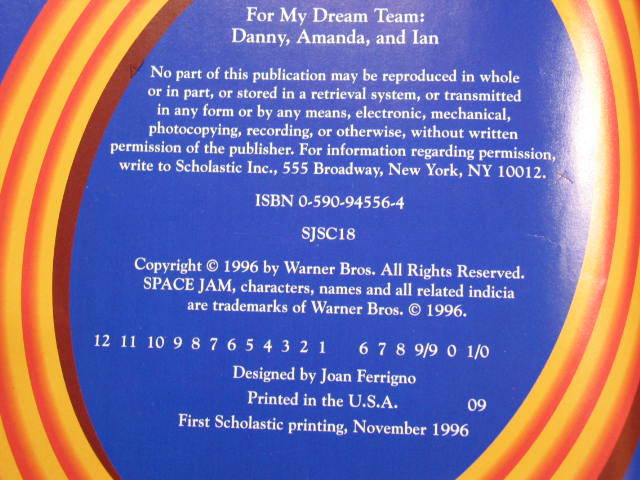 For My Dream Team:
Danny, Amanda, and Ian
No part of this publication may be reproduced in whole
or in part, or stored in a retrieval system, or transmitted
in any form or by any means, electronic, mechanical,
photocopying, recording, or otherwise, without written
permission of the publisher. For information regarding permission,
write to Scholastic Inc., 555 Broadway, New York, NY 10012.
ISBN 0-590-94556-4
SJSC18
Copyright © 1996 by Warner Bros. All Rights Reserved.
SPACE JAM, characters, names and all related indicia
are trademarks of Warner Bros. © 1996.
12 11 10 9 8 7 6 5 4 3 2 1 6 7 8 9/9 0 1/0
Designed by Joan Ferrigno
Printed in the U.S.A. 09
First Scholastic printing, November 1996